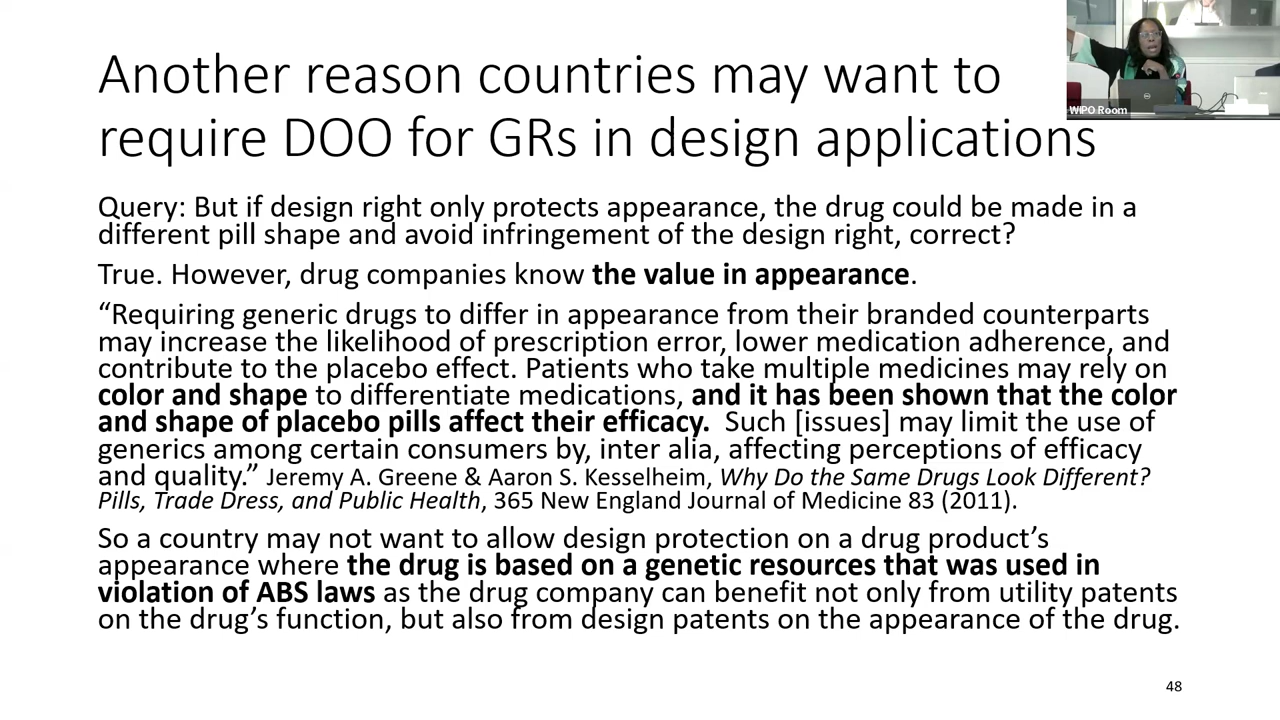 Another reason countries may want to
require DOO for GRs in design applications
WIPO Room
Query: But if design right only protects appearance, the drug could be made in a
different pill shape and avoid infringement of the design right, correct?
True. However, drug companies know the value in appearance.
“Requiring generic drugs to differ in appearance from their branded counterparts
may increase the likelihood of prescription error, lower medication adherence, and
contribute to the placebo effect. Patients who take multiple medicines may rely on
color and shape to differentiate medications, and it has been shown that the color
and shape of placebo pills affect their efficacy. Such [issues] may limit the use of
generics among certain consumers by, inter alia, affecting perceptions of efficacy
and quality.” Jeremy A. Greene & Aaron S. Kesselheim, Why Do the Same Drugs Look Different?
Pills, Trade Dress, and Public Health, 365 New England Journal of Medicine 83 (2011).
So a country may not want to allow design protection on a drug product’s
appearance where the drug is based on a genetic resources that was used in
violation of ABS laws as the drug company can benefit not only from utility patents
on the drug’s function, but also from design patents on the appearance of the drug.
48